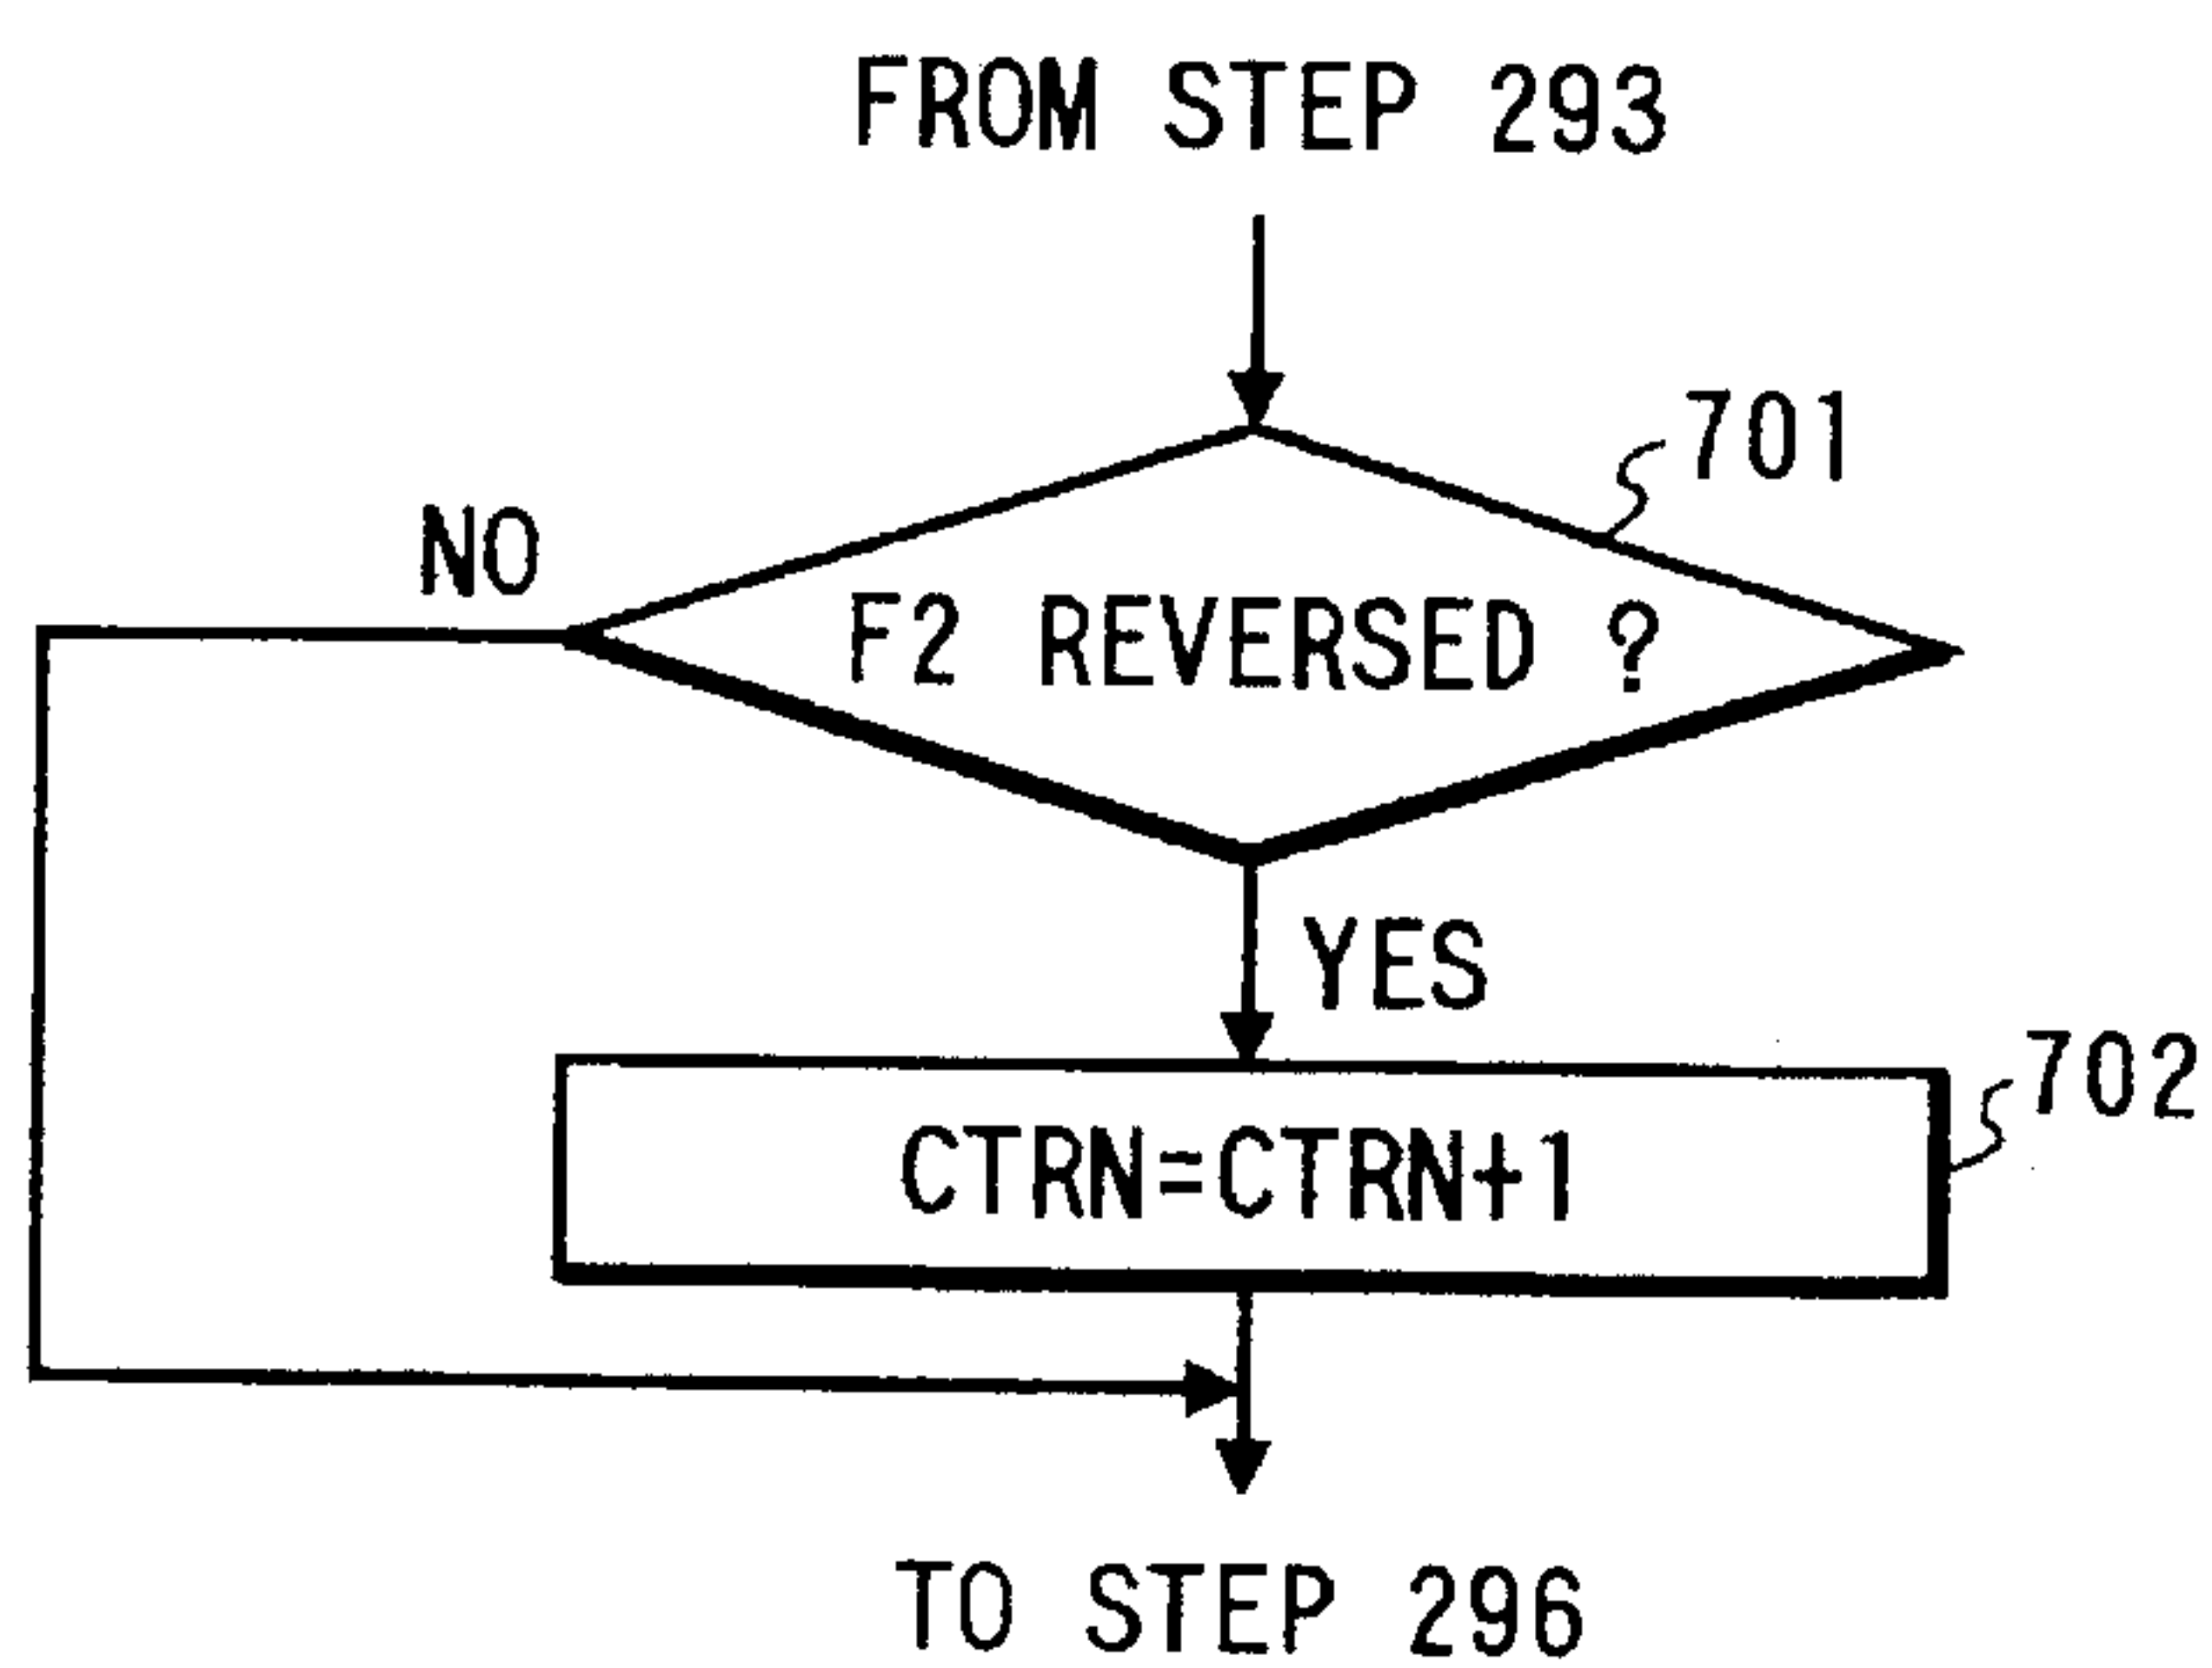 FROM STEP 293
701
NO
F2 REVERSED ?
YES
702
CTRN=CTRN+1
TO STEP 296